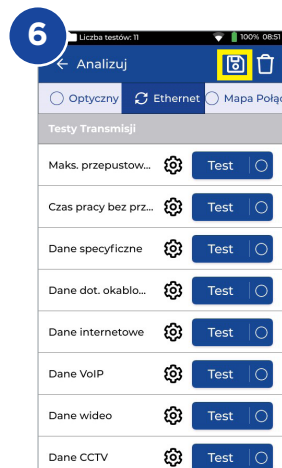 6
Liczba testów: 11
100% 08:51
Analizuj
Optyczny Ethernet Mapa Połąc
Testy Transmisji
Maks. przepustow... Test
Czas pracy bez prz... Test
Dane specyficzne Test
Dane dot. okablo... Test
Dane internetowe Test
Dane VoIP Test
Dane wideo Test
Dane CCTV Test